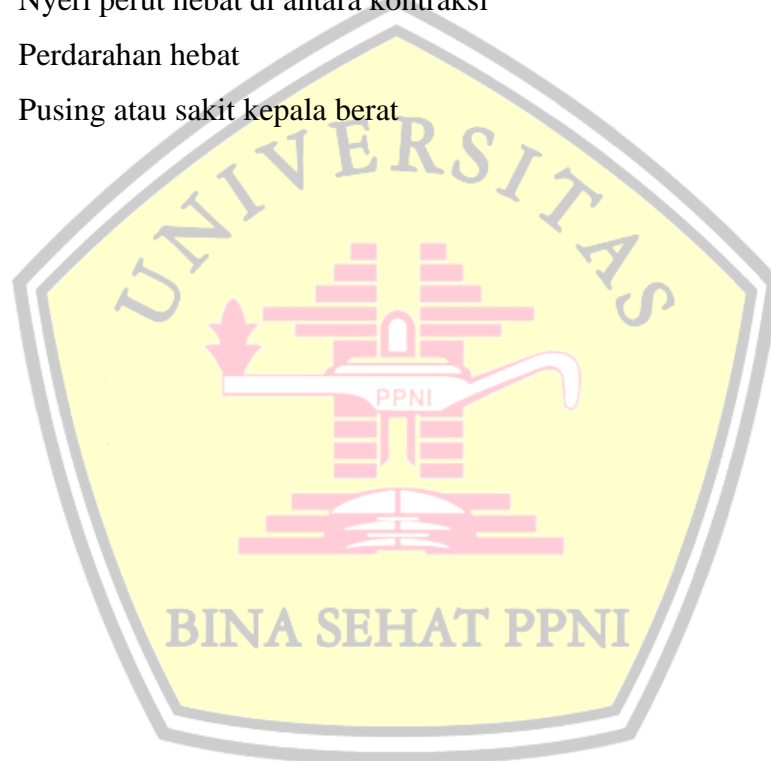 Nyeri perut hebat di antara kontraksi
Perdarahan hebat
Pusing atau sakit kepala berat
UNIVERSITAS
PPNI
BINA SEHAT PPNI